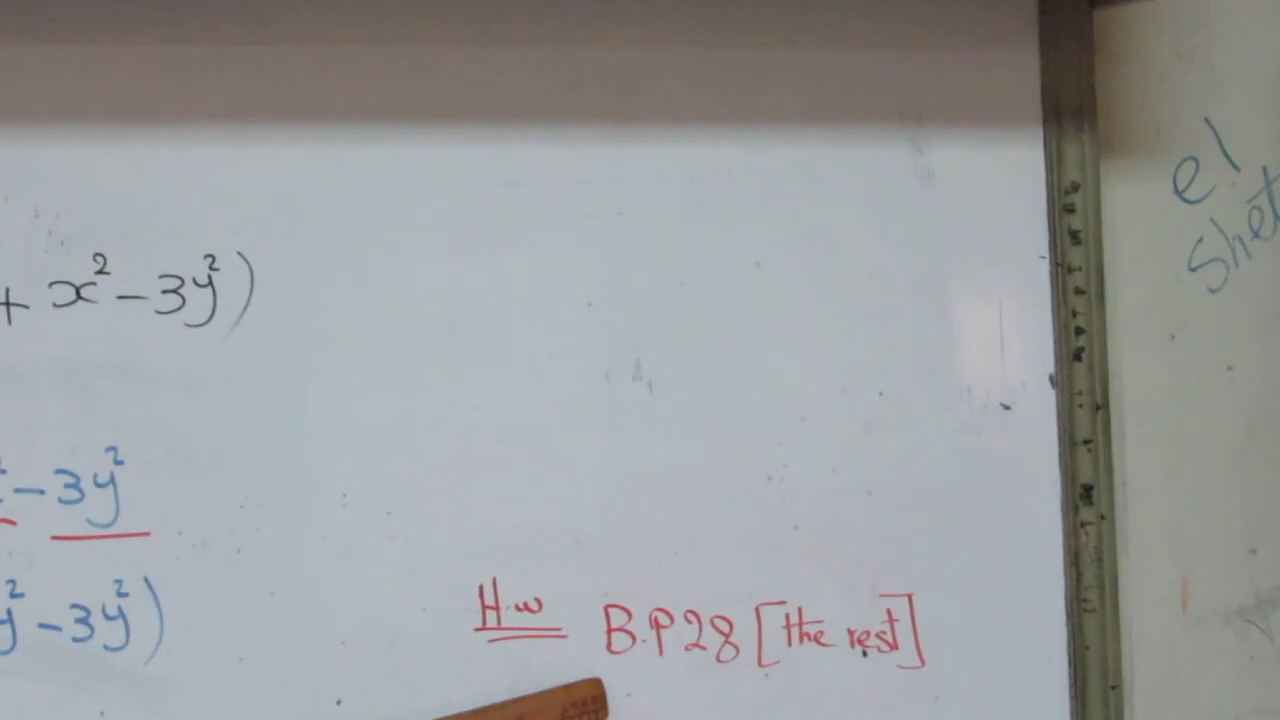 + x² - 3y²)
- 3y²
y² - 3y²)
H.w B.P28 [the rest]
el
shet